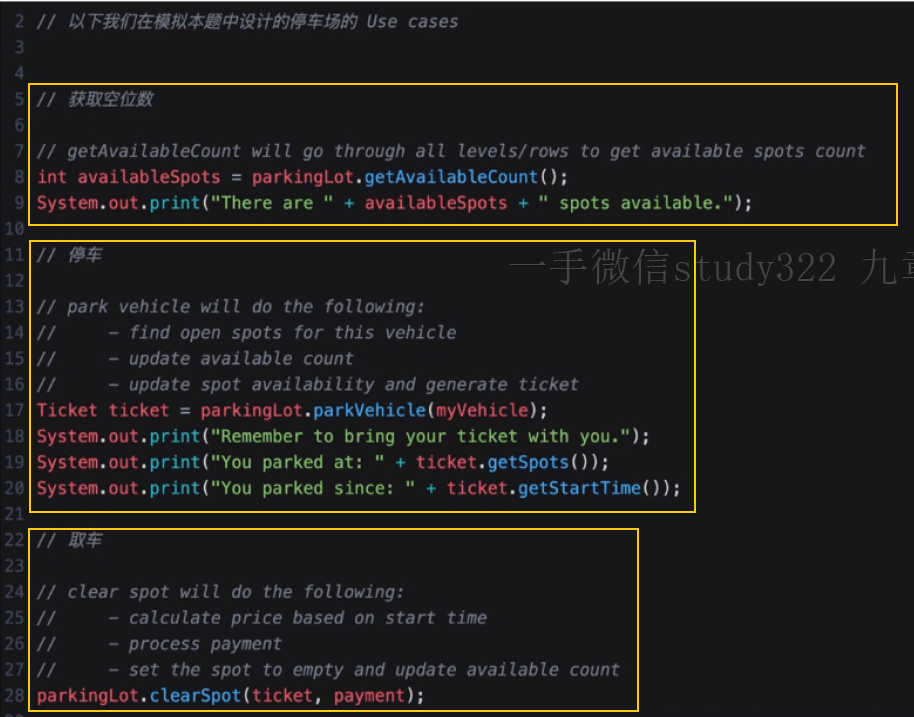 2 // 以下我们在模拟本题中设计的停车场的 Use cases
3
4
5 // 获取空位数
6
7 // getAvailableCount will go through all levels/rows to get available spots count
8 int availableSpots = parkingLot.getAvailableCount();
9 System.out.print("There are " + availableSpots + " spots available.");
10
11 // 停车
一手微信study322 九章
12
13 // park vehicle will do the following:
14 //     - find open spots for this vehicle
15 //     - update available count
16 //     - update spot availability and generate ticket
17 Ticket ticket = parkingLot.parkVehicle(myVehicle);
18 System.out.print("Remember to bring your ticket with you.");
19 System.out.print("You parked at: " + ticket.getSpots());
20 System.out.print("You parked since: " + ticket.getStartTime());
21
22 // 取车
23
24 // clear spot will do the following:
25 //     - calculate price based on start time
26 //     - process payment
27 //     - set the spot to empty and update available count
28 parkingLot.clearSpot(ticket, payment);